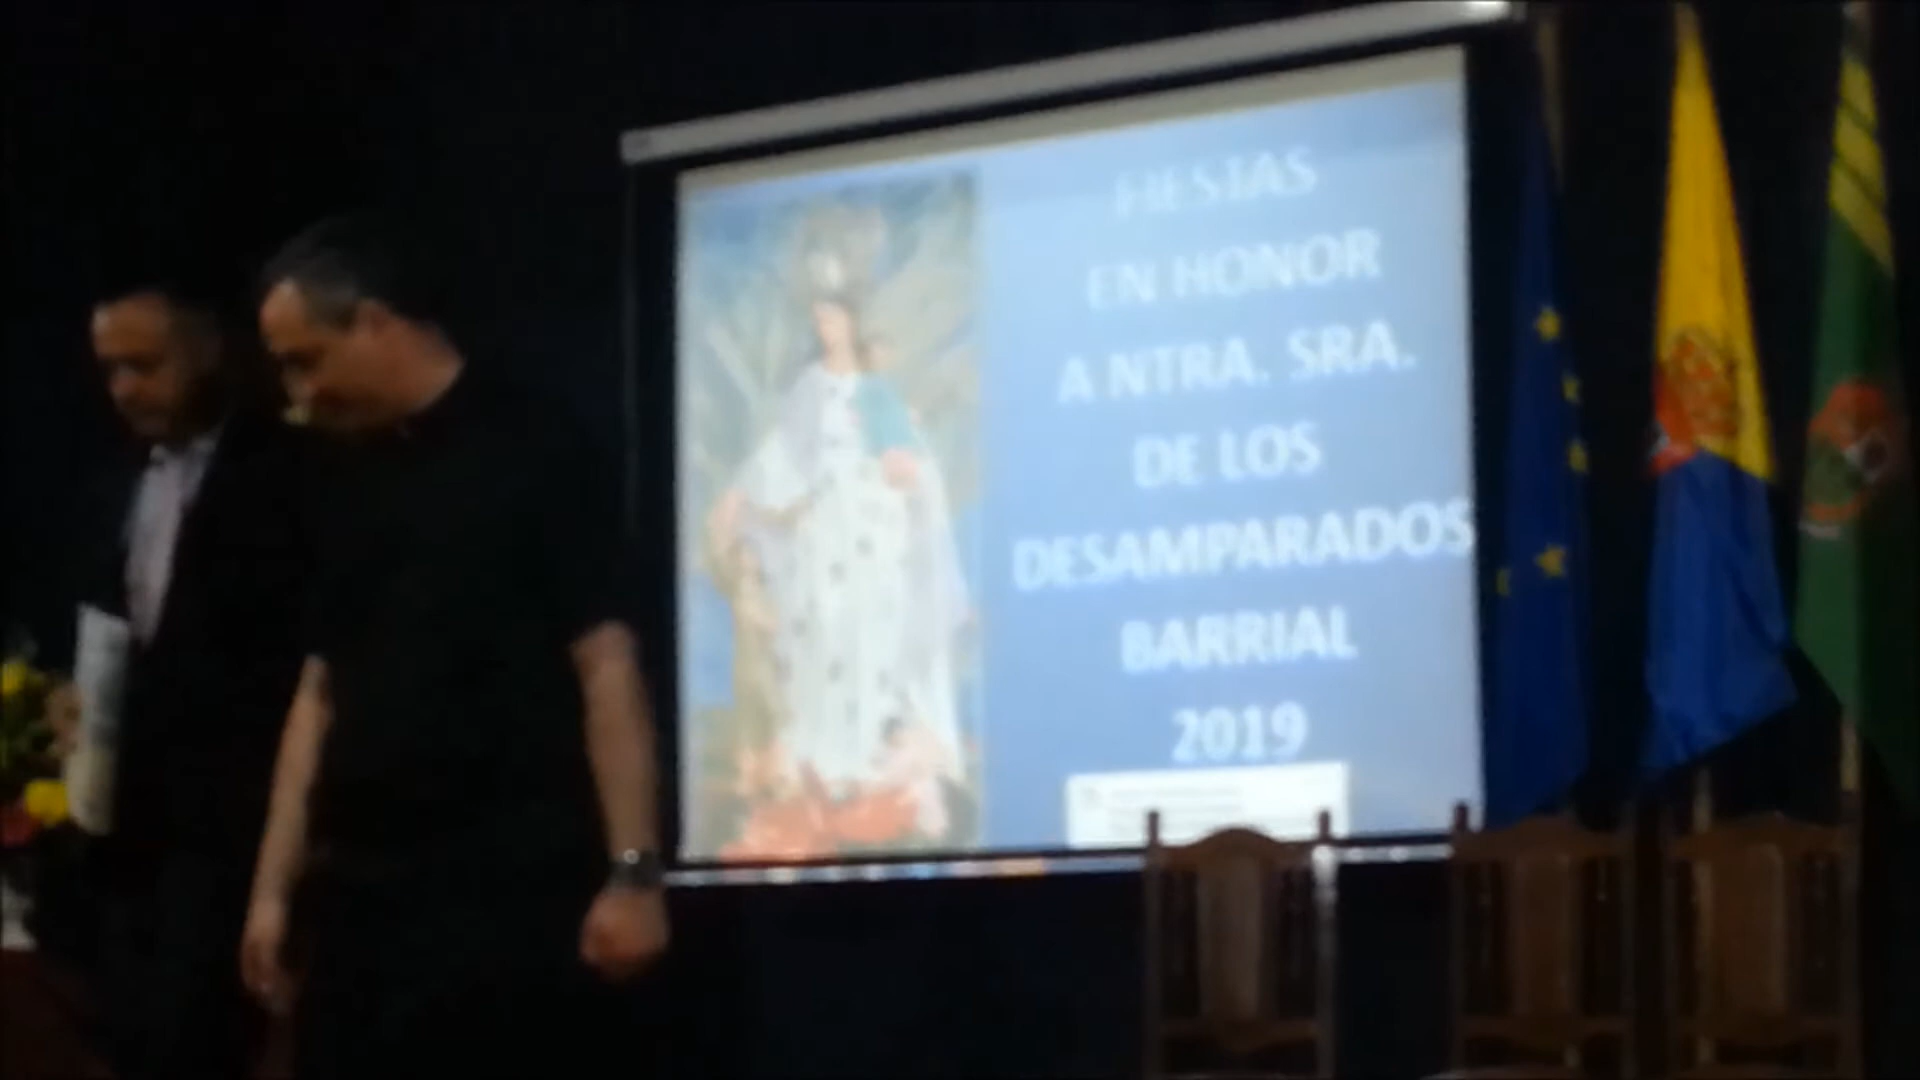 FIESTAS
EN HONOR
A NTRA. SRA.
DE LOS
DESAMPARADOS
BARRIAL
2019